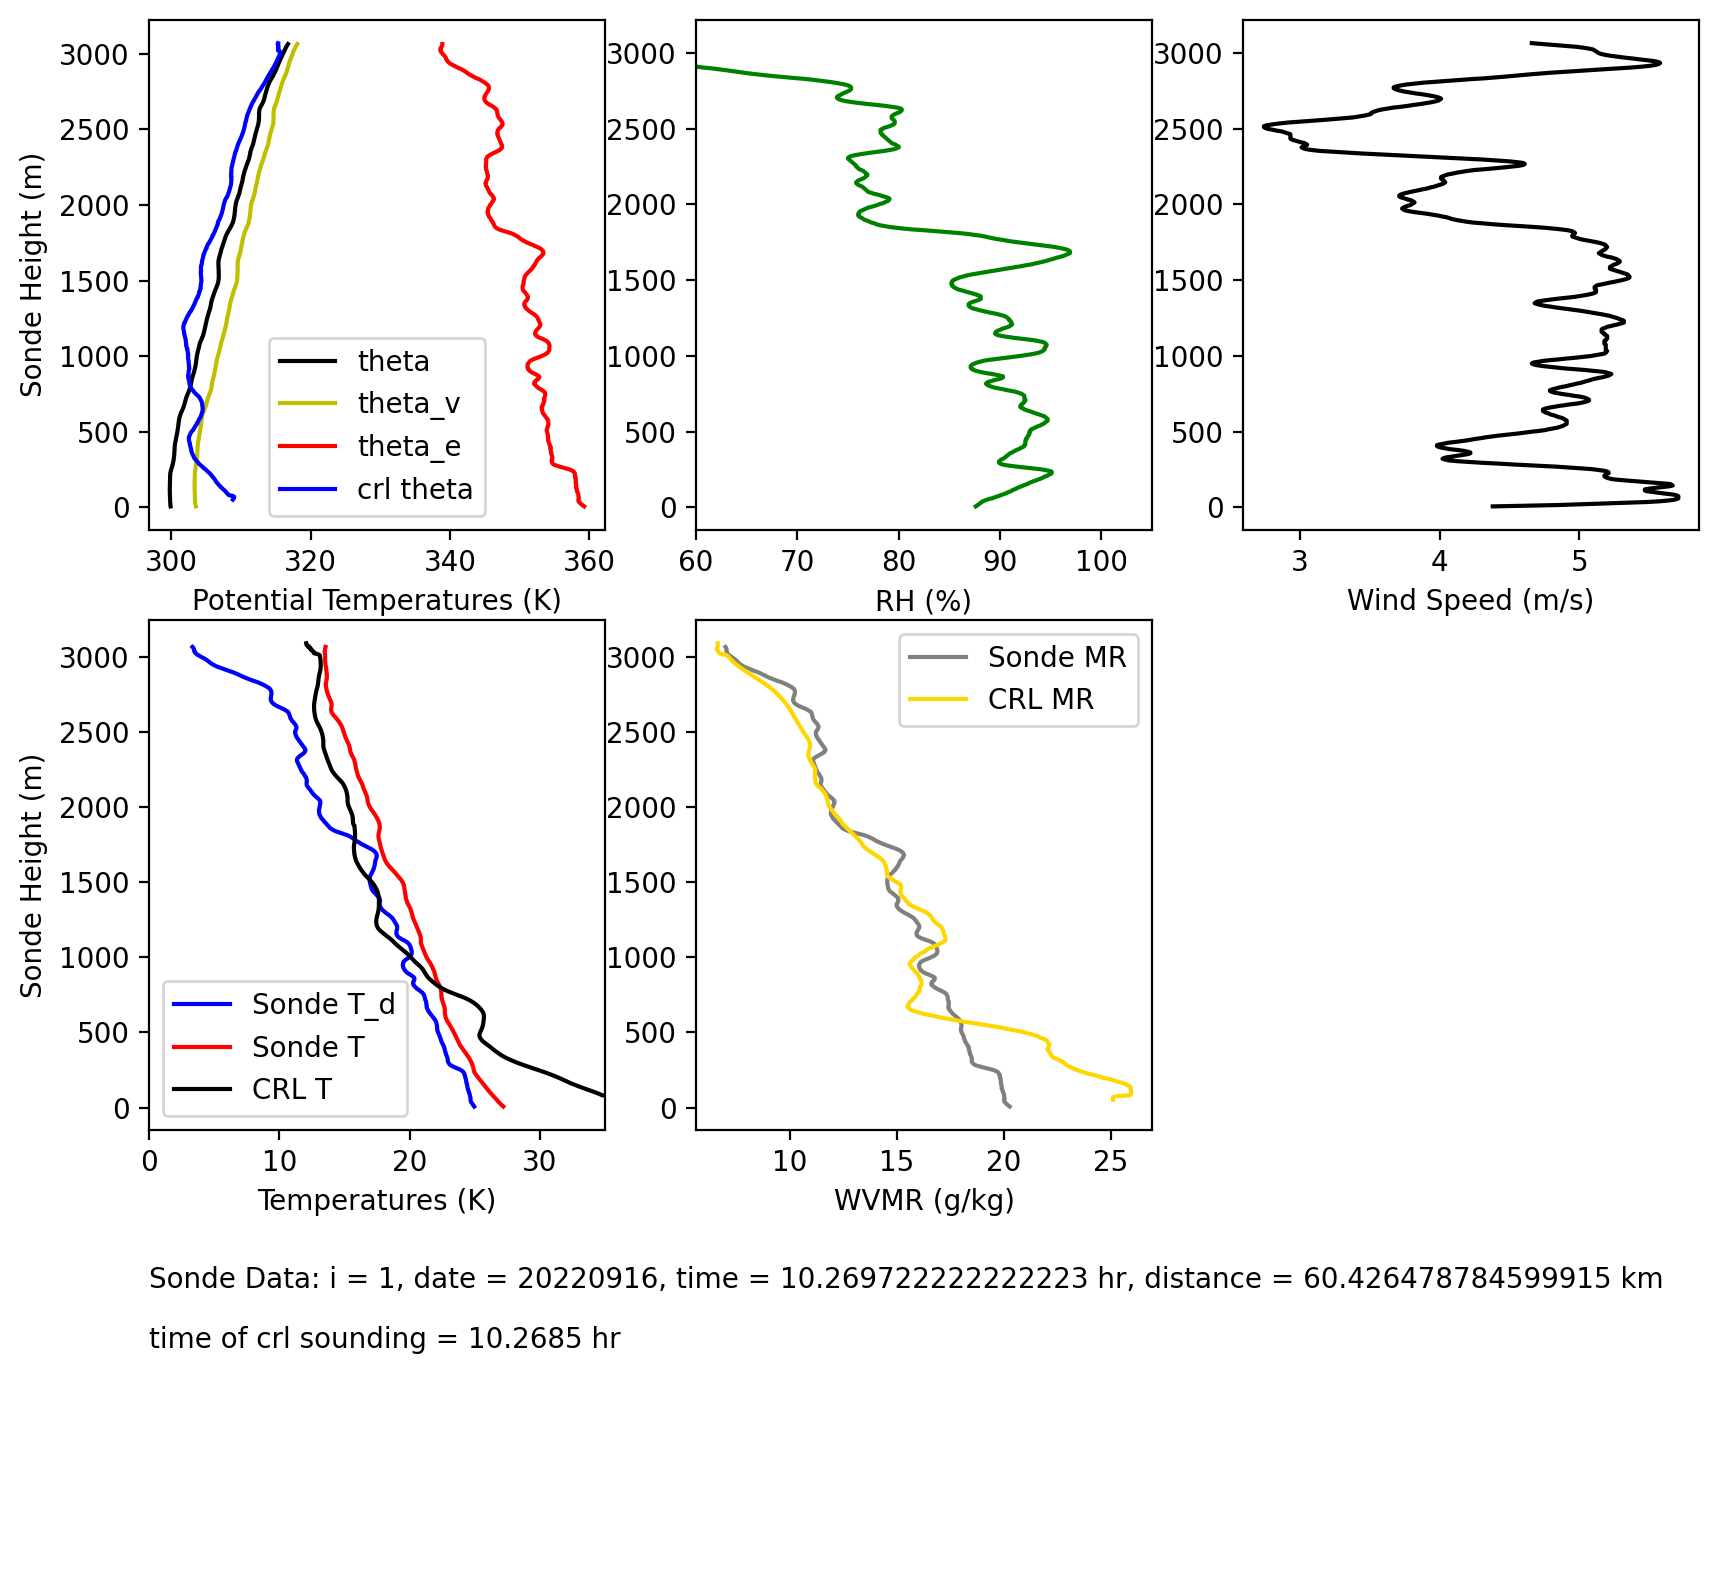 3000
2500
2000
1500
1000
500
0
Sonde Height (m)
theta
theta_v
theta_e
crl theta
300 320 340 360
Potential Temperatures (K)
3000
2500
2000
1500
1000
500
0
60 70 80 90 100
RH (%)
3000
2500
2000
1500
1000
500
0
3 4 5
Wind Speed (m/s)
3000
2500
2000
1500
1000
500
0
Sonde Height (m)
Sonde T_d
Sonde T
CRL T
0 10 20 30
Temperatures (K)
3000
2500
2000
1500
1000
500
0
Sonde MR
CRL MR
10 15 20 25
WVMR (g/kg)
Sonde Data: i = 1, date = 20220916, time = 10.269722222222223 hr, distance = 60.426478784599915 km
time of crl sounding = 10.2685 hr